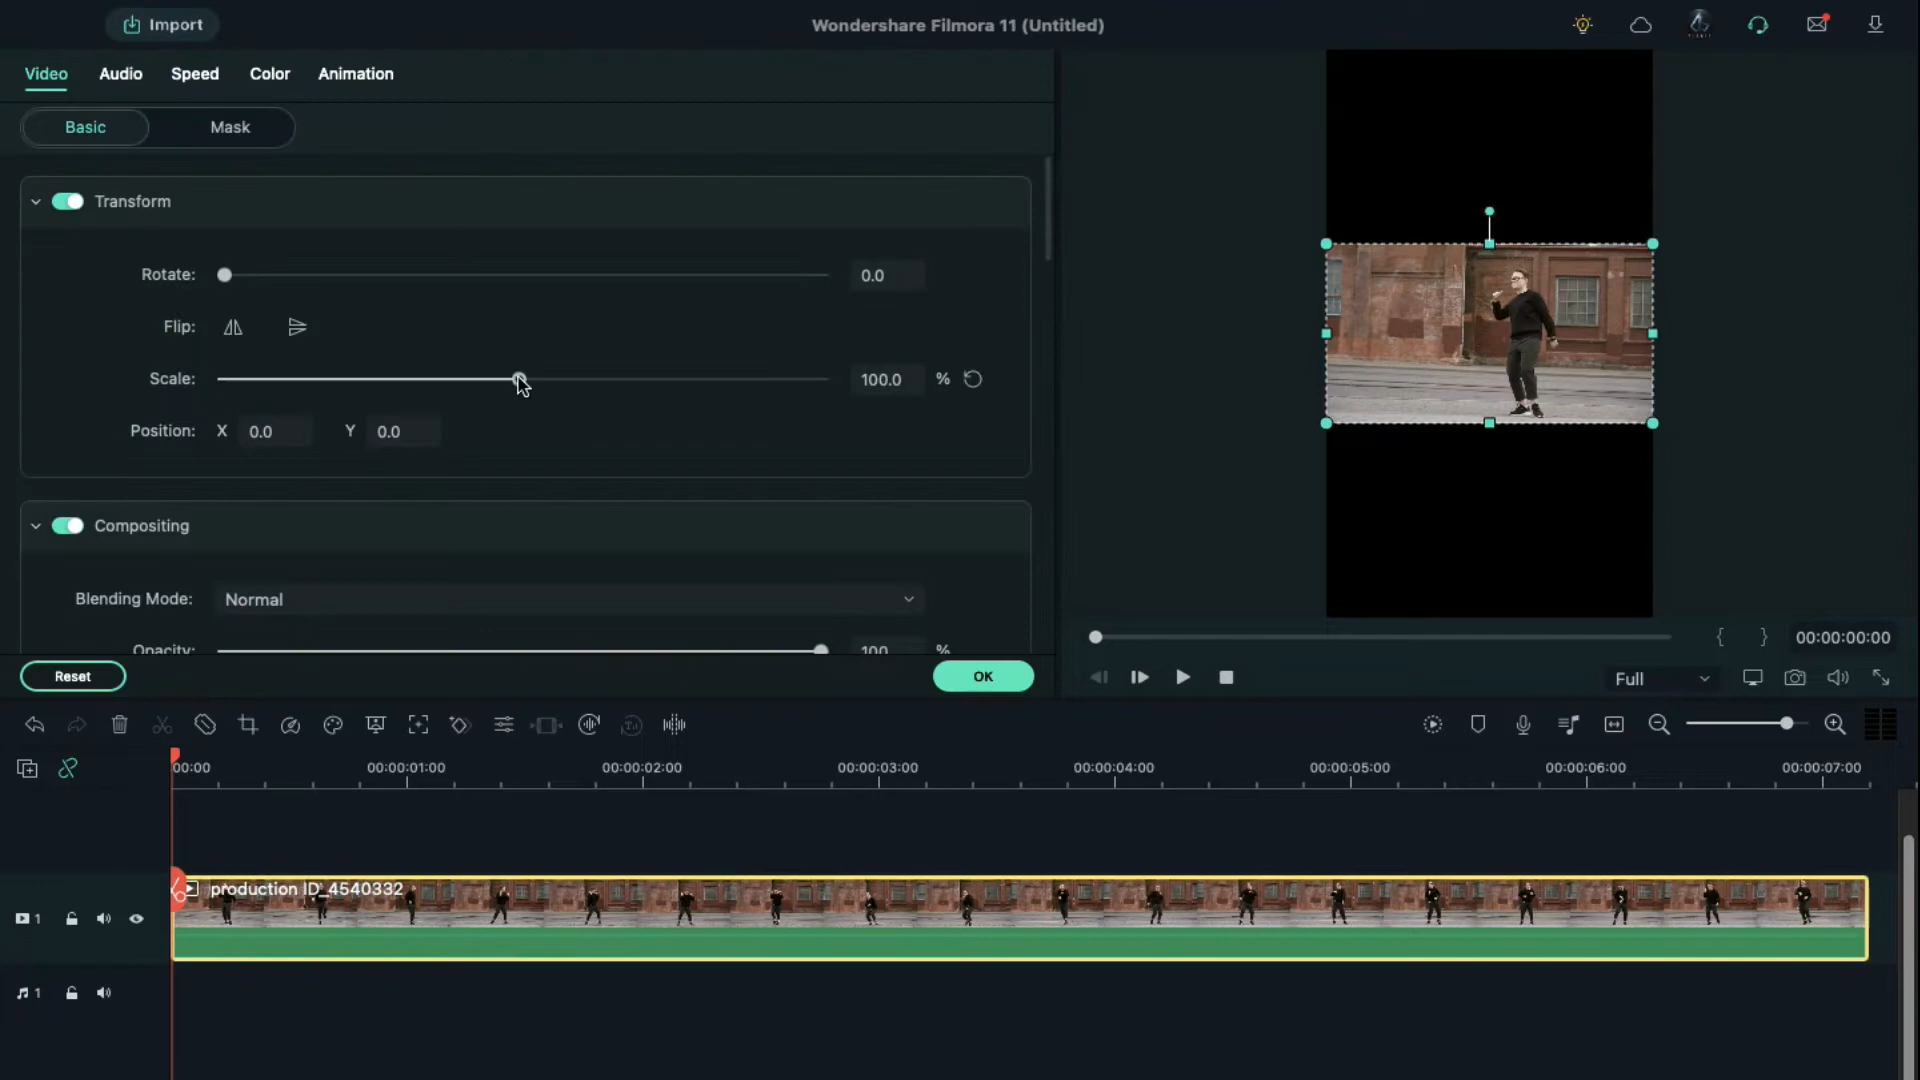 Import
Wondershare Filmora 11 (Untitled)
Video Audio Speed Color Animation
Basic Mask
Transform
Rotate: 0.0
Flip:
Scale: 100.0 %
Position: X 0.0 Y 0.0
Compositing
Blending Mode: Normal
Opacity: 100 %
Reset OK
{ } 00:00:00:00
Full
00:00 00:00:01:00 00:00:02:00 00:00:03:00 00:00:04:00 00:00:05:00 00:00:06:00 00:00:07:00
production ID_4540332
1
1